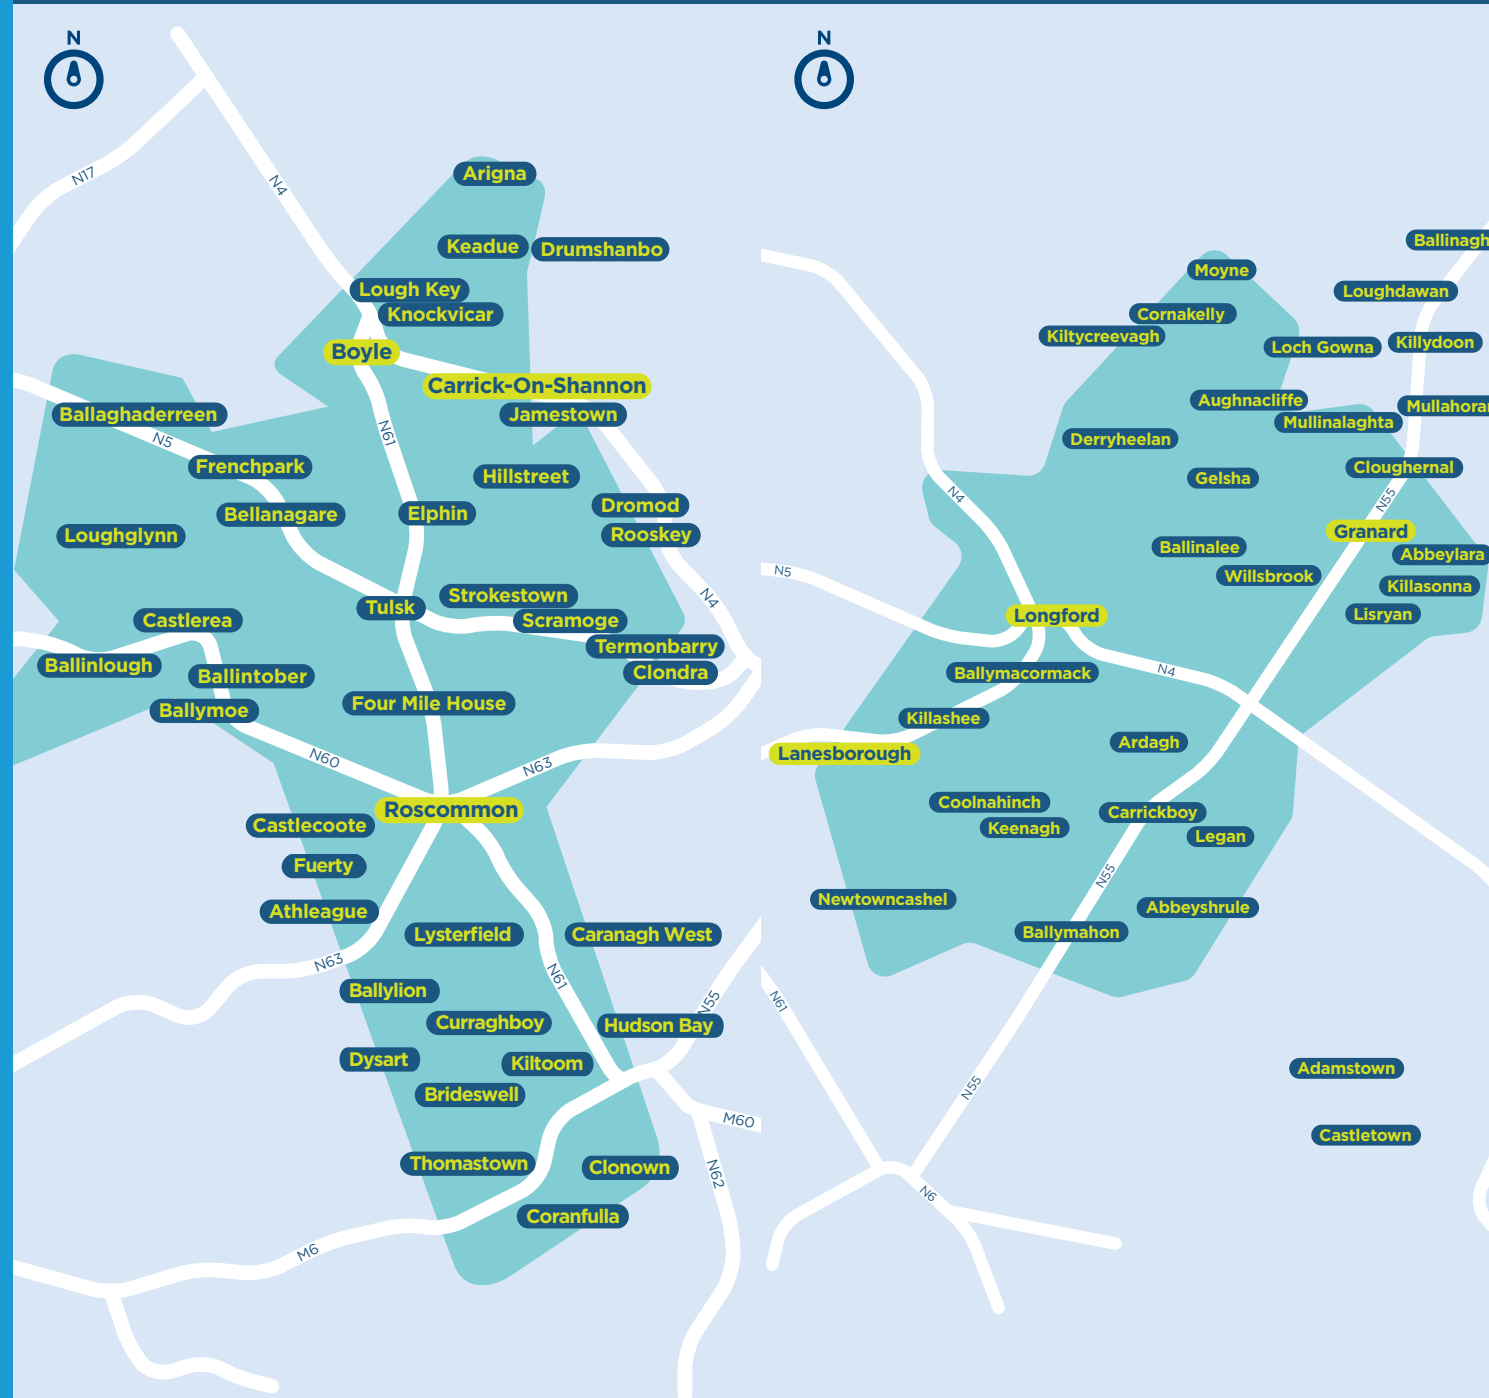 N
N17
N4
Arigna
Keadue
Drumshanbo
Lough Key
Knockvicar
Boyle
Carrick-On-Shannon
Jamestown
Ballaghaderreen
N5
N61
Frenchpark
Hillstreet
Bellanagare
Elphin
Dromod
Rooskey
Loughglynn
N4
Strokestown
Tulsk
Castlerea
Scramoge
Termonbarry
Ballinlough
Ballintober
Clondra
Four Mile House
Ballymoe
N60
N63
Roscommon
Castlecoote
Fuerty
Athleague
Lysterfield
Caranagh West
N63
N61
Ballylion
N55
Curraghboy
Hudson Bay
Dysart
Kiltoom
Brideswell
M60
Thomastown
Clonown
N62
Coranfulla
M6
N
Ballinagh
Moyne
Loughdawan
Cornakelly
Kiltycreevagh
Loch Gowna
Killydoon
Aughnacliffe
Mullahoran
Mullinalaghta
Derryheelan
Cloughernal
Gelsha
N4
N55
Granard
Ballinalee
Abbeylara
N5
Willsbrook
Killasonna
Longford
Lisryan
Ballymacormack
N4
Killashee
Ardagh
Lanesborough
Coolnahinch
Carrickboy
Keenagh
Legan
N55
Newtowncashel
Abbeyshrule
Ballymahon
N61
Adamstown
N55
Castletown
N6